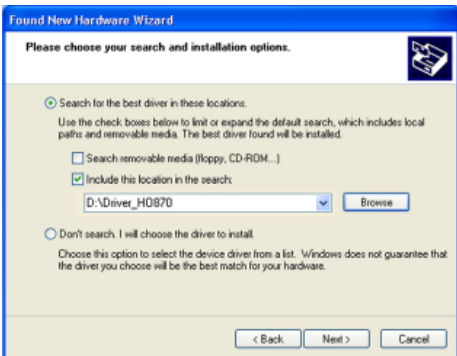 Found New Hardware Wizard
Please choose your search and installation options.
Search for the best driver in these locations.
Use the check boxes below to limit or expand the default search, which includes local
paths and removable media. The best driver found will be installed.
Search removable media (floppy, CD-ROM...)
Include this location in the search:
D:\Driver_HO870
Browse
Don't search. I will choose the driver to install.
Choose this option to select the device driver from a list. Windows does not guarantee that
the driver you choose will be the best match for your hardware.
< Back
Next >
Cancel